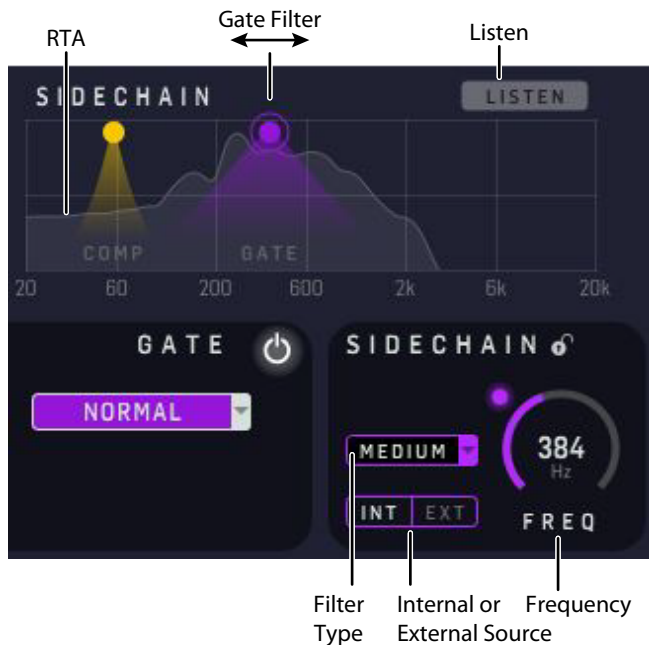 RTA
Gate Filter
Listen
SIDECHAIN
LISTEN
COMP
GATE
20 60 200 600 2k 6k 20k
GATE
NORMAL
SIDECHAIN
MEDIUM
INT EXT
384
Hz
FREQ
Filter
Type
Internal or
External Source
Frequency